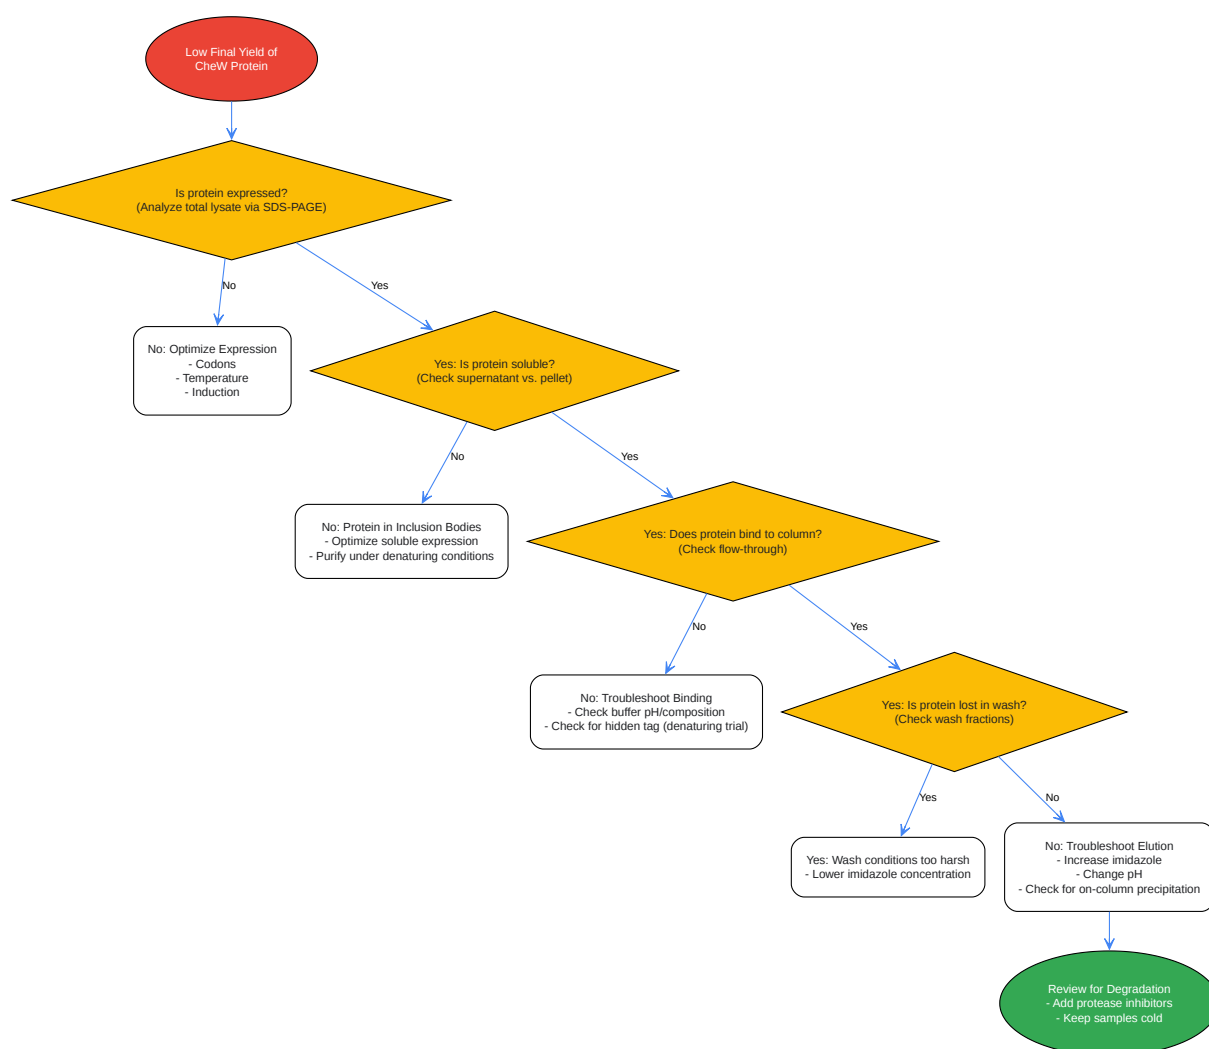 Low Final Yield of
CheW Protein
Is protein expressed?
(Analyze total lysate via SDS-PAGE)
No
Yes
No: Optimize Expression
- Codons
- Temperature
- Induction
Yes: Is protein soluble?
(Check supernatant vs. pellet)
No
Yes
No: Protein in Inclusion Bodies
- Optimize soluble expression
- Purify under denaturing conditions
Yes: Does protein bind to column?
(Check flow-through)
No
Yes
No: Troubleshoot Binding
- Check buffer pH/composition
- Check for hidden tag (denaturing trial)
Yes: Is protein lost in wash?
(Check wash fractions)
Yes
No
Yes: Wash conditions too harsh
- Lower imidazole concentration
No: Troubleshoot Elution
- Increase imidazole
- Change pH
- Check for on-column precipitation
Review for Degradation
- Add protease inhibitors
- Keep samples cold